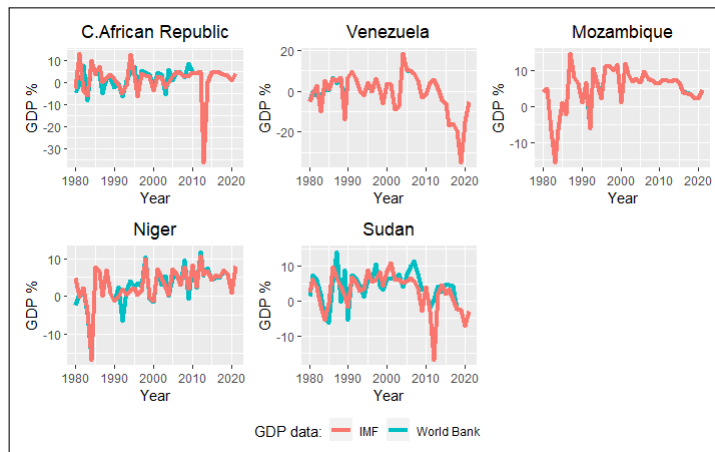 C.African Republic
GDP %
10
0
-10
-20
-30
1980 1990 2000 2010 2020
Year
Venezuela
GDP %
20
0
-20
1980 1990 2000 2010 2020
Year
Mozambique
GDP %
10
0
-10
1980 1990 2000 2010 2020
Year
Niger
GDP %
10
0
-10
1980 1990 2000 2010 2020
Year
Sudan
GDP %
10
0
-10
1980 1990 2000 2010 2020
Year
GDP data: IMF World Bank